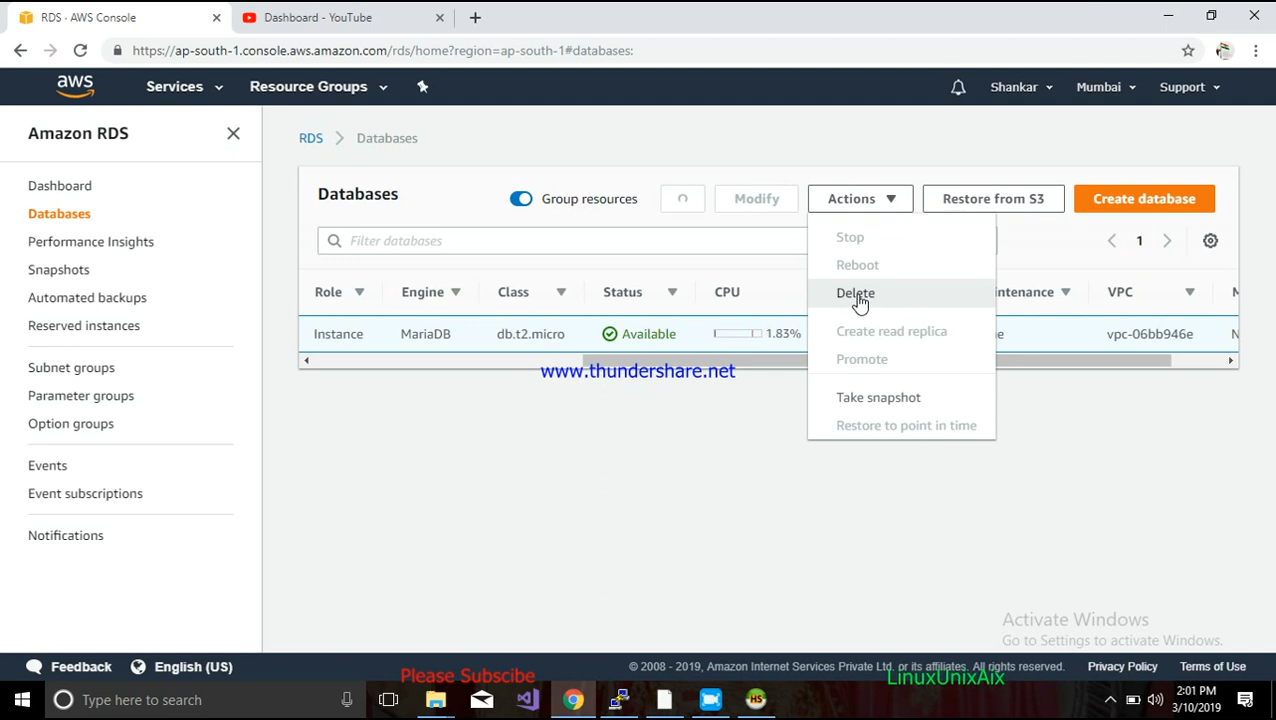 RDS · AWS Console
Dashboard - YouTube
https://ap-south-1.console.aws.amazon.com/rds/home?region=ap-south-1#databases:
aws Services Resource Groups Shankar Mumbai Support
Amazon RDS
Dashboard
Databases
Performance Insights
Snapshots
Automated backups
Reserved instances
Subnet groups
Parameter groups
Option groups
Events
Event subscriptions
Notifications
RDS Databases
Databases Group resources Modify Actions Restore from S3 Create database
Filter databases 1
Role Engine Class Status CPU intenance VPC
Instance MariaDB db.t2.micro Available 1.83% vpc-06bb946e
Stop
Reboot
Delete
Create read replica
Promote
Take snapshot
Restore to point in time
www.thundershare.net
Activate Windows
Go to Settings to activate Windows.
Feedback English (US) © 2008 - 2019, Amazon Internet Services Private Ltd. or its affiliates. All rights reserved. Privacy Policy Terms of Use
Please Subscibe LinuxUnixAix
Type here to search
2:01 PM
3/10/2019